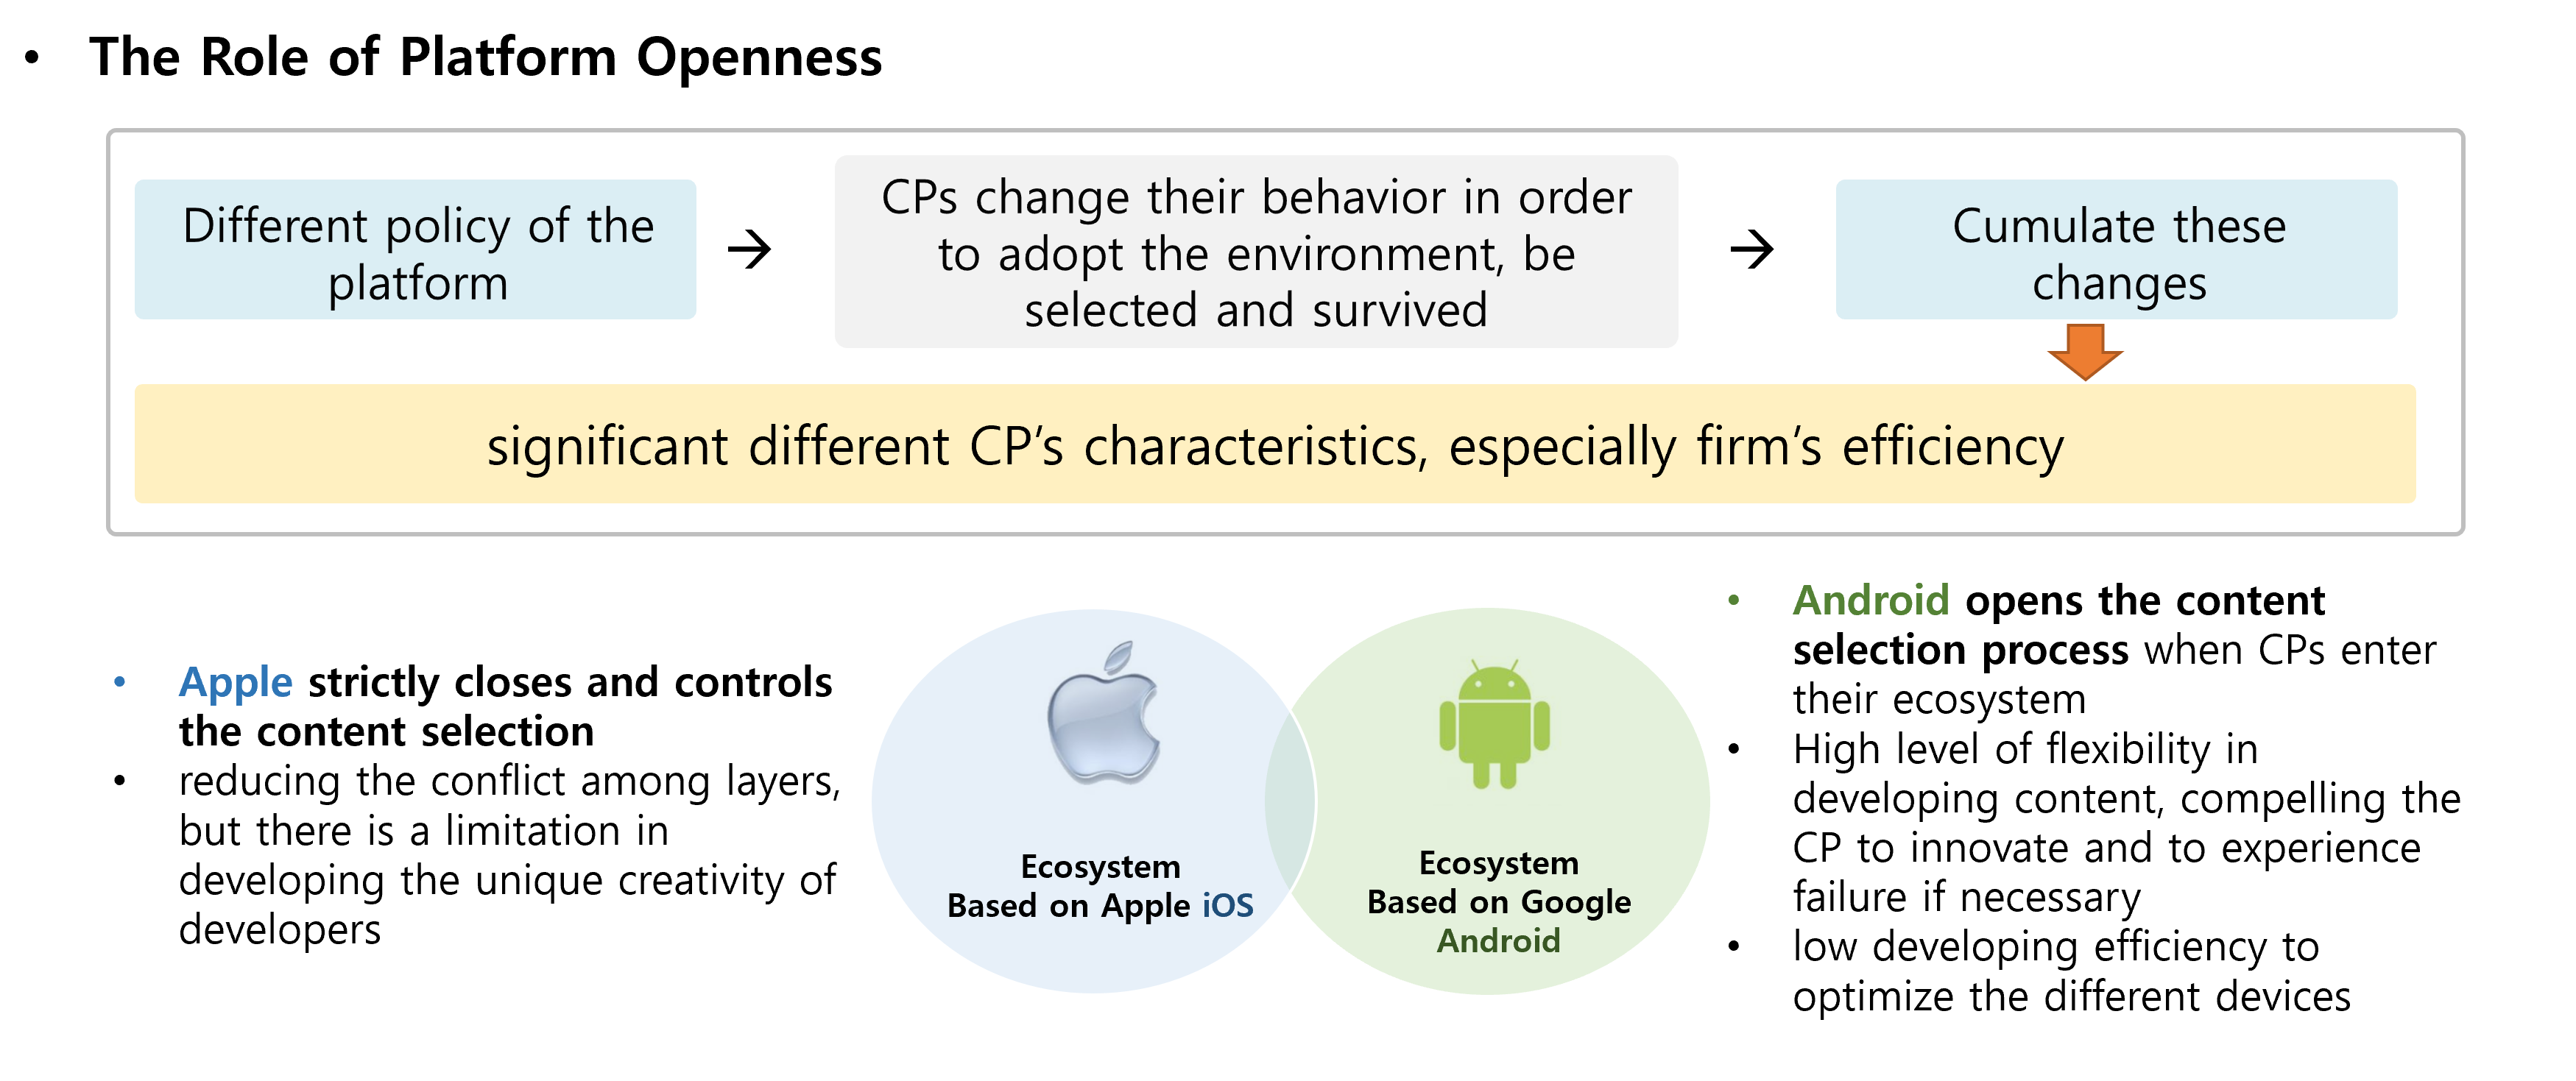 • The Role of Platform Openness
Different policy of the
platform
→
CPs change their behavior in order
to adopt the environment, be
selected and survived
→
Cumulate these
changes
significant different CP's characteristics, especially firm's efficiency
• Apple strictly closes and controls
the content selection
• reducing the conflict among layers,
but there is a limitation in
developing the unique creativity of
developers
Ecosystem
Based on Apple iOS
Ecosystem
Based on Google
Android
• Android opens the content
selection process when CPs enter
their ecosystem
• High level of flexibility in
developing content, compelling the
CP to innovate and to experience
failure if necessary
• low developing efficiency to
optimize the different devices